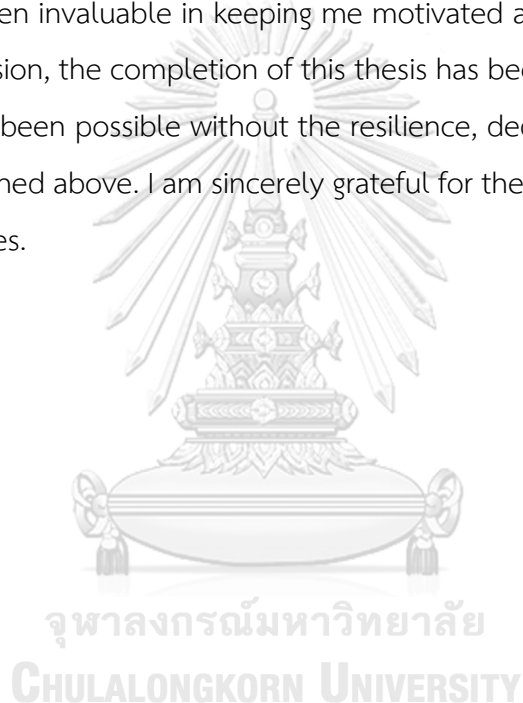 en invaluable in keeping me motivated a
sion, the completion of this thesis has bee
been possible without the resilience, dec
ned above. I am sincerely grateful for the
es.
จุฬาลงกรณ์มหาวิทยาลัย
CHULALONGKORN UNIVERSITY